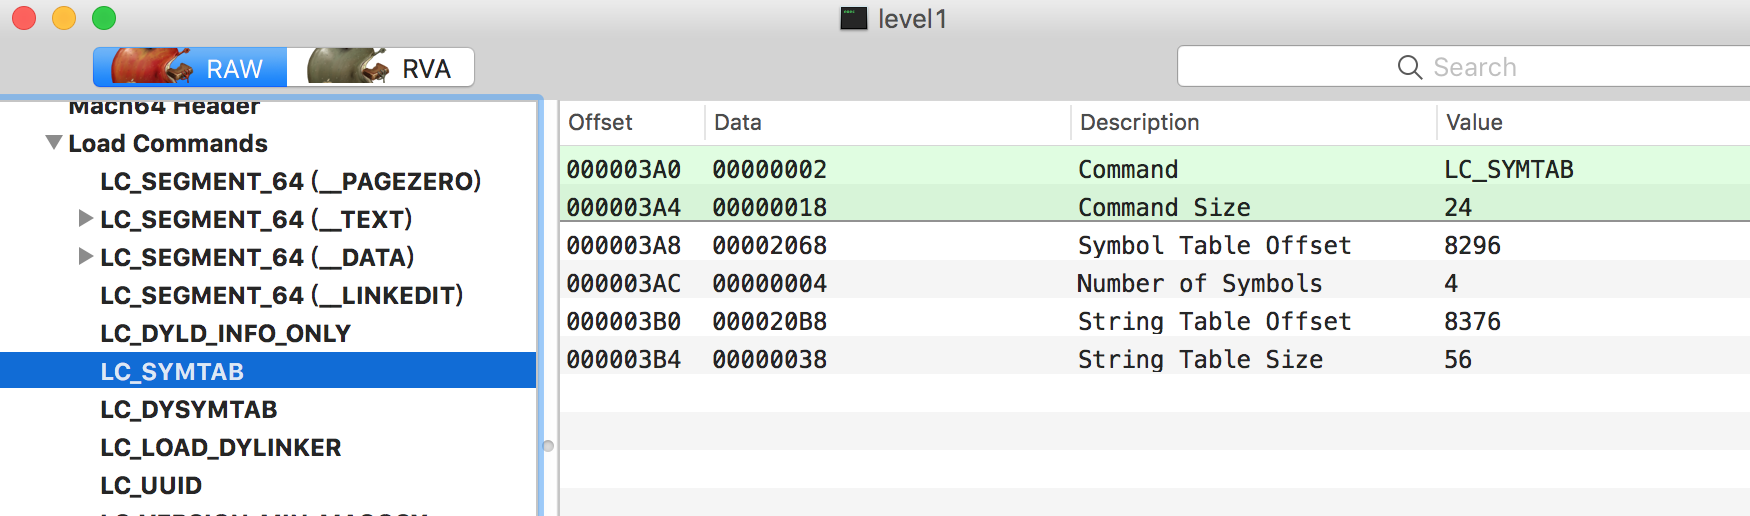 level1
RAW RVA Search
Mach64 Header
Load Commands
LC_SEGMENT_64 (__PAGEZERO)
LC_SEGMENT_64 (__TEXT)
LC_SEGMENT_64 (__DATA)
LC_SEGMENT_64 (__LINKEDIT)
LC_DYLD_INFO_ONLY
LC_SYMTAB
LC_DYSYMTAB
LC_LOAD_DYLINKER
LC_UUID
Offset Data Description Value
000003A0 00000002 Command LC_SYMTAB
000003A4 00000018 Command Size 24
000003A8 00002068 Symbol Table Offset 8296
000003AC 00000004 Number of Symbols 4
000003B0 000020B8 String Table Offset 8376
000003B4 00000038 String Table Size 56